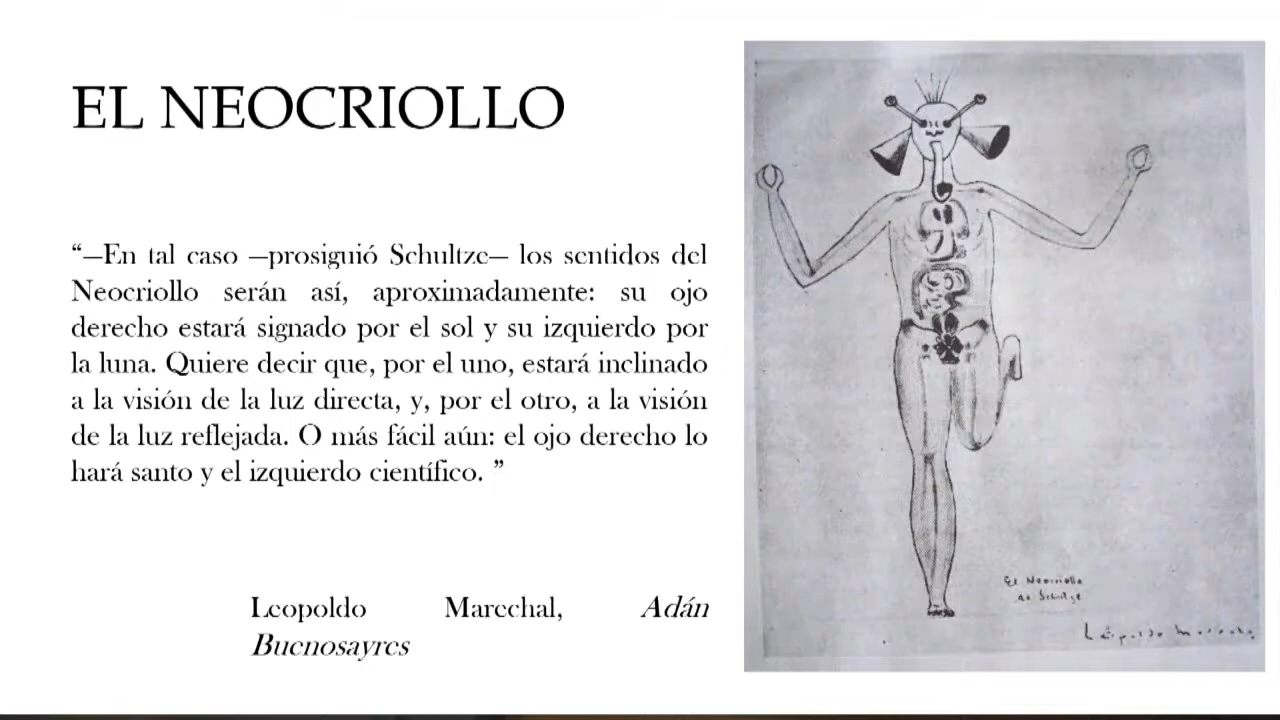 EL NEOCRIOLLO
“—En tal caso —prosiguió Schultze— los sentidos del
Neocriollo serán así, aproximadamente: su ojo
derecho estará signado por el sol y su izquierdo por
la luna. Quiere decir que, por el uno, estará inclinado
a la visión de la luz directa, y, por el otro, a la visión
de la luz reflejada. O más fácil aún: el ojo derecho lo
hará santo y el izquierdo científico. ”
Leopoldo Marechal, Adán
Buenosayres
El Neocriollo
de Schultze
Leopoldo Marechal